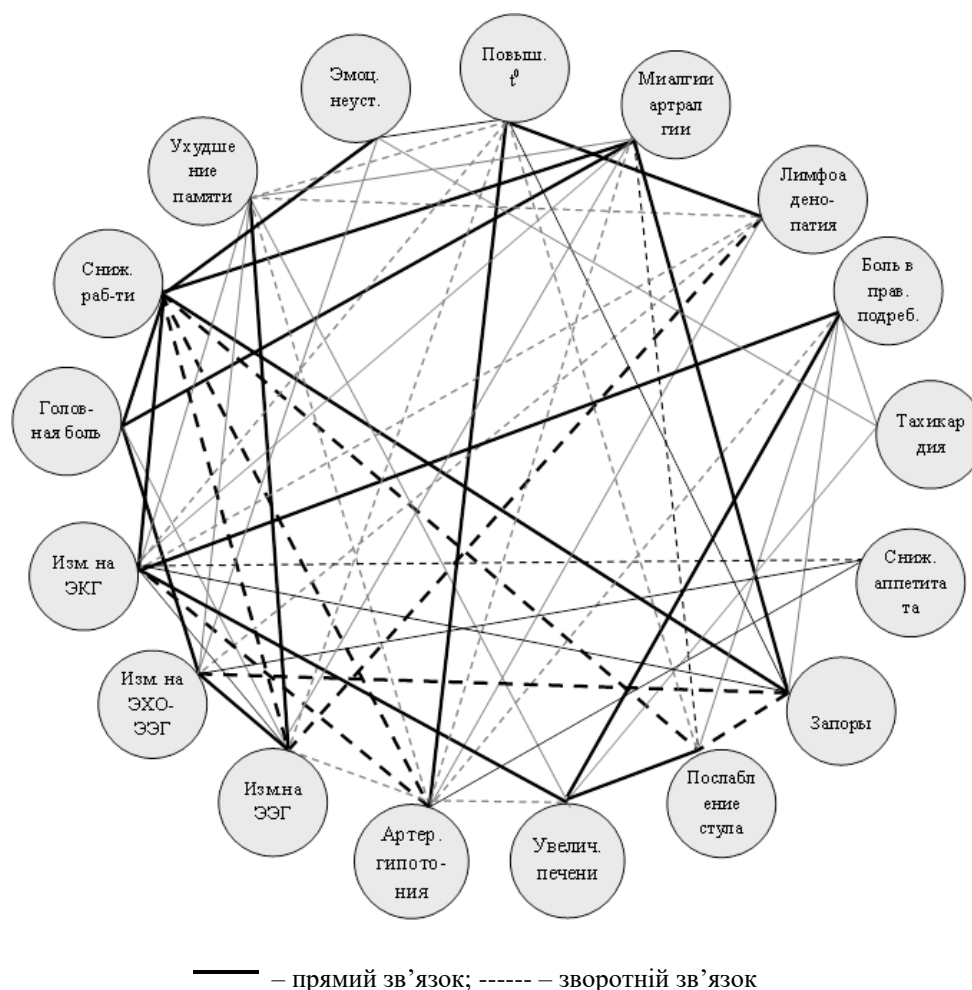 Повыш.
t⁰
Эмоц.
неуст.
Миалгии
артрал
гии
Ухудше
ние
памяти
Лимфоа
дено-
патия
Сниж.
раб-ти
Боль в
прав.
подреб.
Голов-
ная боль
Тахикар
дия
Изм. на
ЭКГ
Сниж.
аппетита
та
Изм. на
ЭХО-
ЭЭГ
Запоры
Изм.на
ЭЭГ
Послабл
ение
стула
Артер.
гипото-
ния
Увелич.
печени
– прямий зв’язок; ------ – зворотній зв’язок